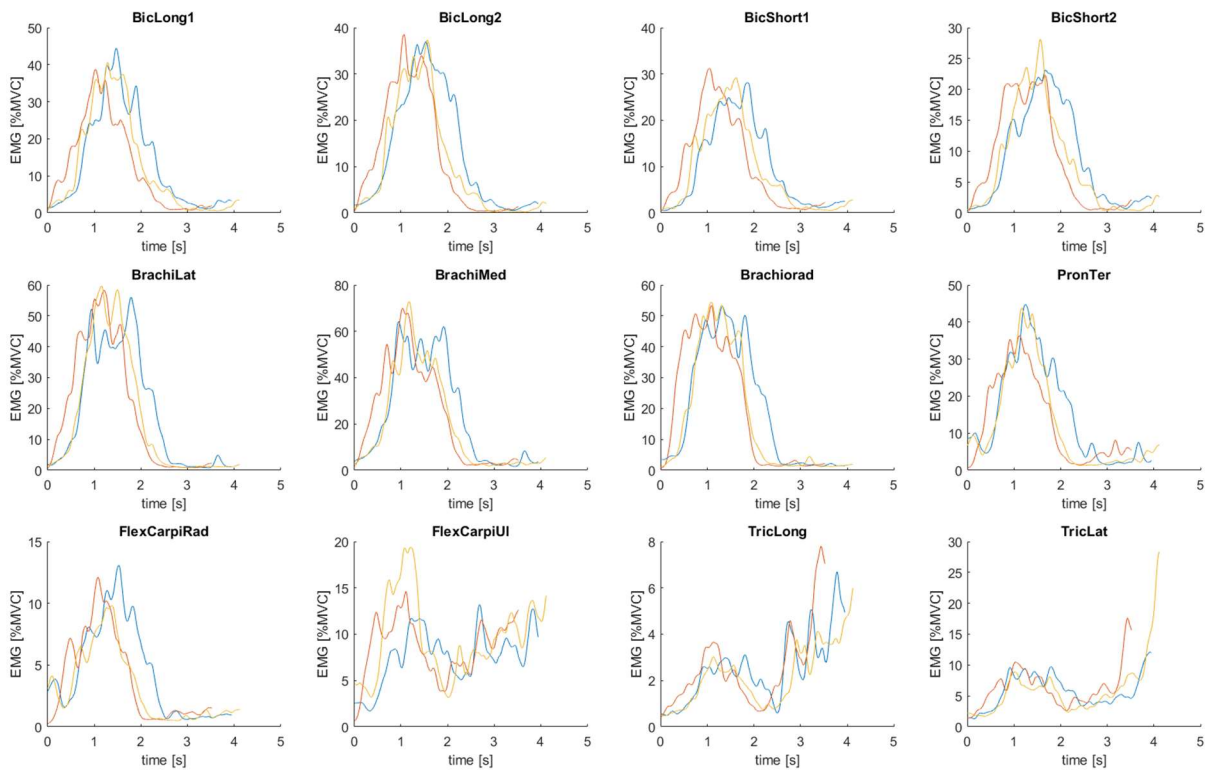 BicLong1
BicLong2
BicShort1
BicShort2
EMG [%MVC]
50
40
30
20
10
0
0 1 2 3 4 5
time [s]
EMG [%MVC]
40
30
20
10
0
0 1 2 3 4 5
time [s]
EMG [%MVC]
40
30
20
10
0
0 1 2 3 4 5
time [s]
EMG [%MVC]
30
25
20
15
10
5
0
0 1 2 3 4 5
time [s]
BrachiLat
BrachiMed
Brachiorad
PronTer
EMG [%MVC]
60
50
40
30
20
10
0
0 1 2 3 4 5
time [s]
EMG [%MVC]
80
60
40
20
0
0 1 2 3 4 5
time [s]
EMG [%MVC]
60
50
40
30
20
10
0
0 1 2 3 4 5
time [s]
EMG [%MVC]
50
40
30
20
10
0
0 1 2 3 4 5
time [s]
FlexCarpiRad
FlexCarpiUl
TricLong
TricLat
EMG [%MVC]
15
10
5
0
0 1 2 3 4 5
time [s]
EMG [%MVC]
20
15
10
5
0
0 1 2 3 4 5
time [s]
EMG [%MVC]
8
6
4
2
0
0 1 2 3 4 5
time [s]
EMG [%MVC]
30
25
20
15
10
5
0
0 1 2 3 4 5
time [s]